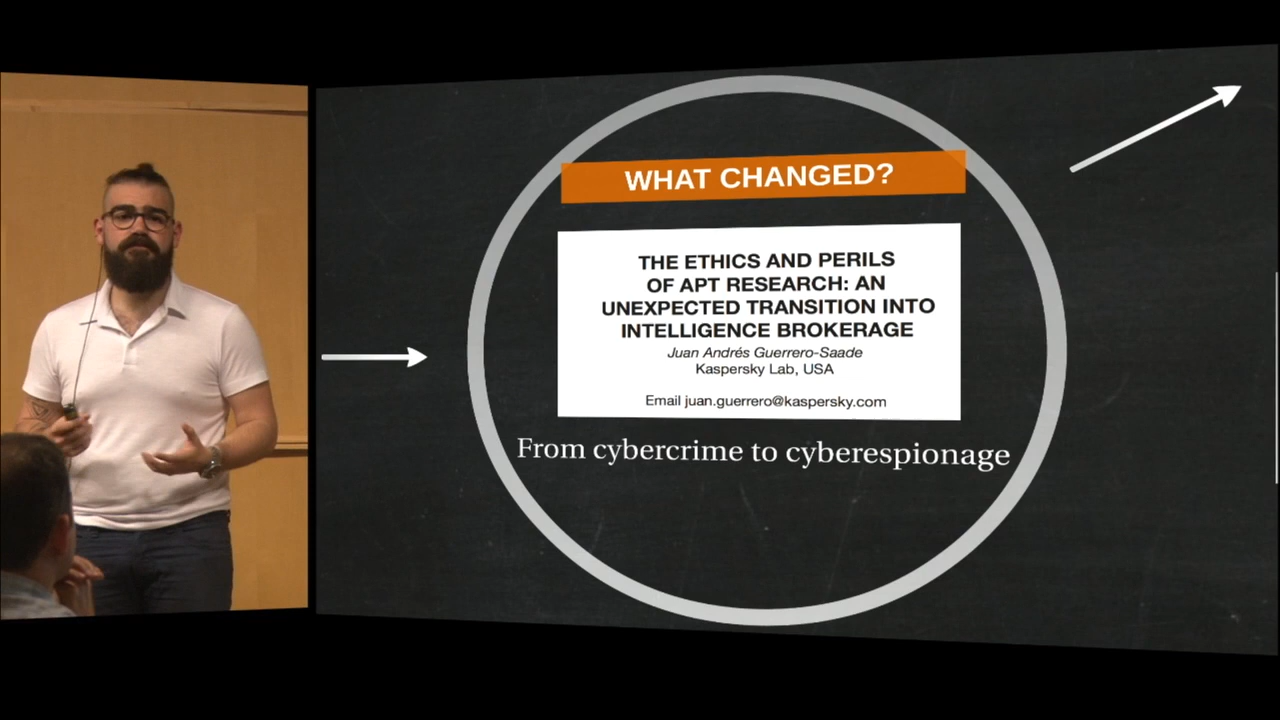 WHAT CHANGED?
THE ETHICS AND PERILS
OF APT RESEARCH: AN
UNEXPECTED TRANSITION INTO
INTELLIGENCE BROKERAGE
Juan Andrés Guerrero-Saade
Kaspersky Lab, USA
Email juan.guerrero@kaspersky.com
From cybercrime to cyberespionage